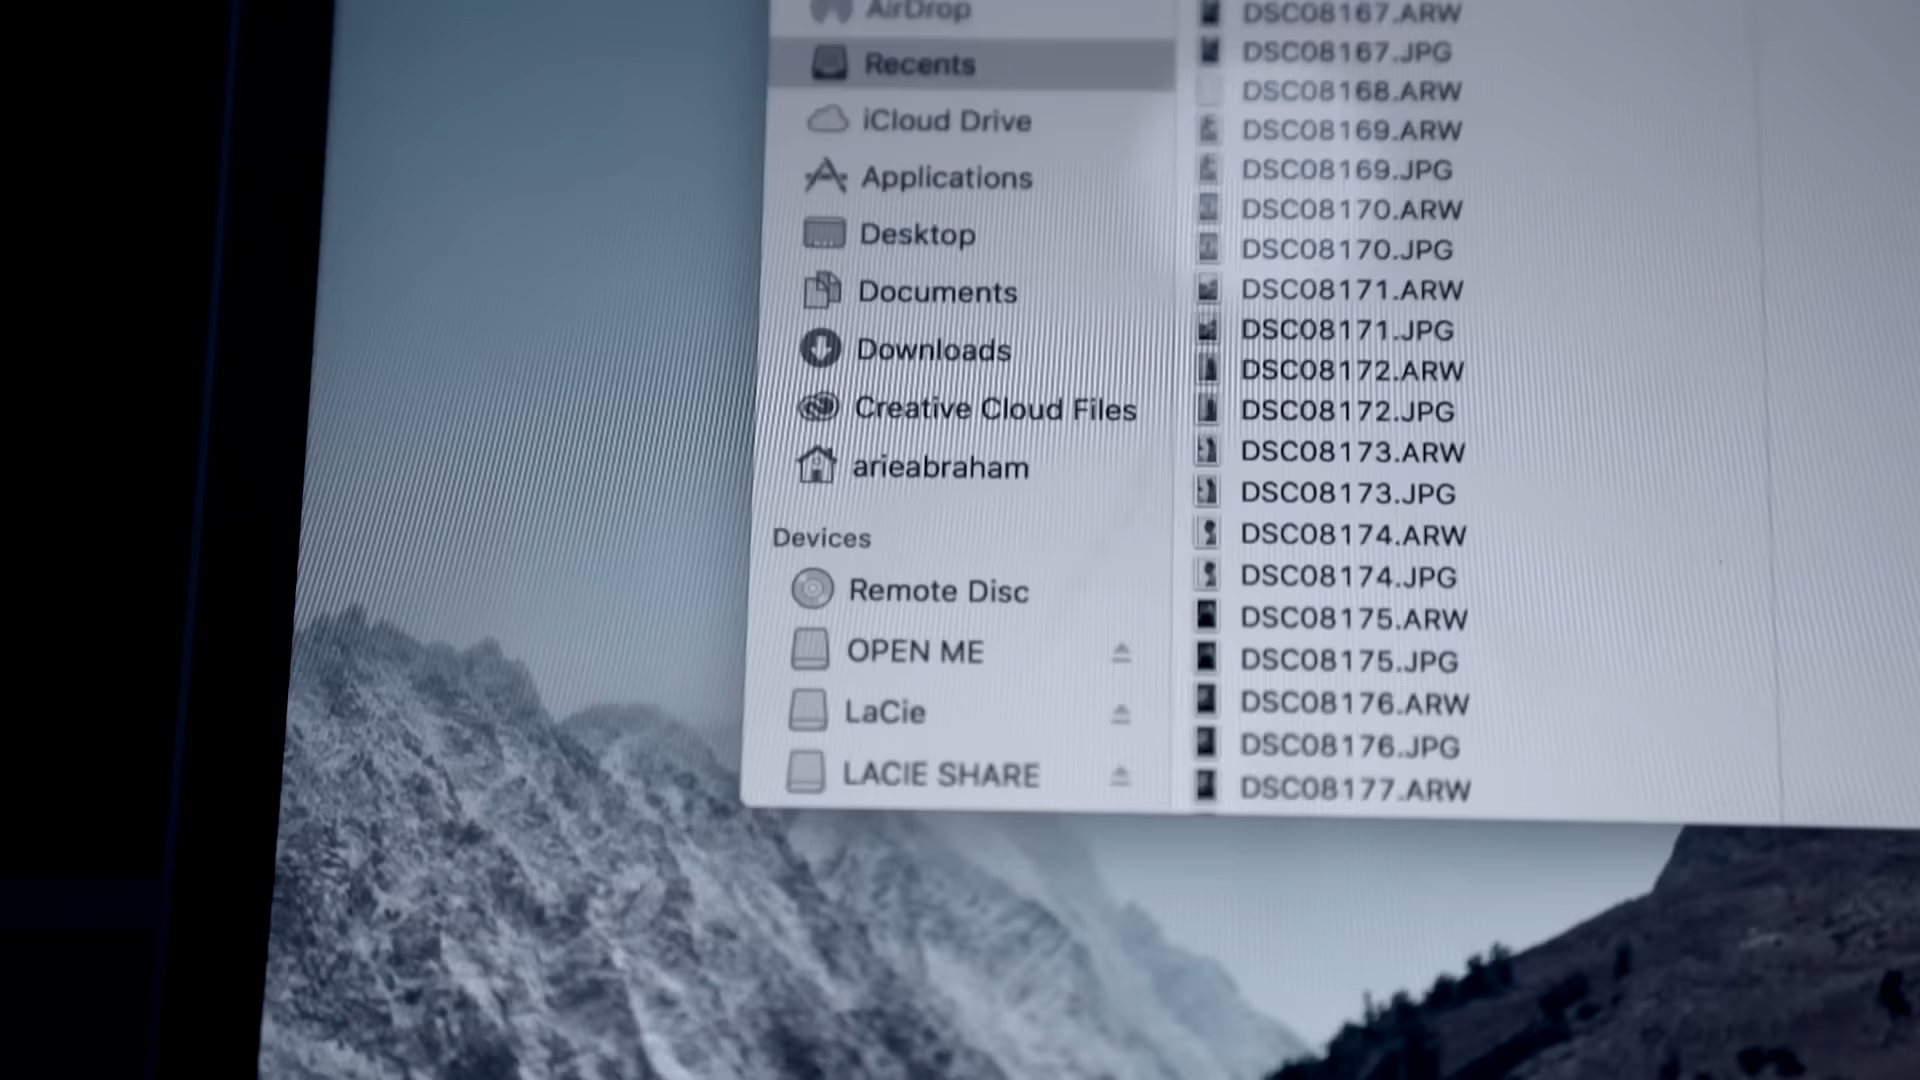 AirDrop
Recents
iCloud Drive
Applications
Desktop
Documents
Downloads
Creative Cloud Files
arieabraham
Devices
Remote Disc
OPEN ME
LaCie
LACIE SHARE
DSC08167.ARW
DSC08167.JPG
DSC08168.ARW
DSC08169.ARW
DSC08169.JPG
DSC08170.ARW
DSC08170.JPG
DSC08171.ARW
DSC08171.JPG
DSC08172.ARW
DSC08172.JPG
DSC08173.ARW
DSC08173.JPG
DSC08174.ARW
DSC08174.JPG
DSC08175.ARW
DSC08175.JPG
DSC08176.ARW
DSC08176.JPG
DSC08177.ARW